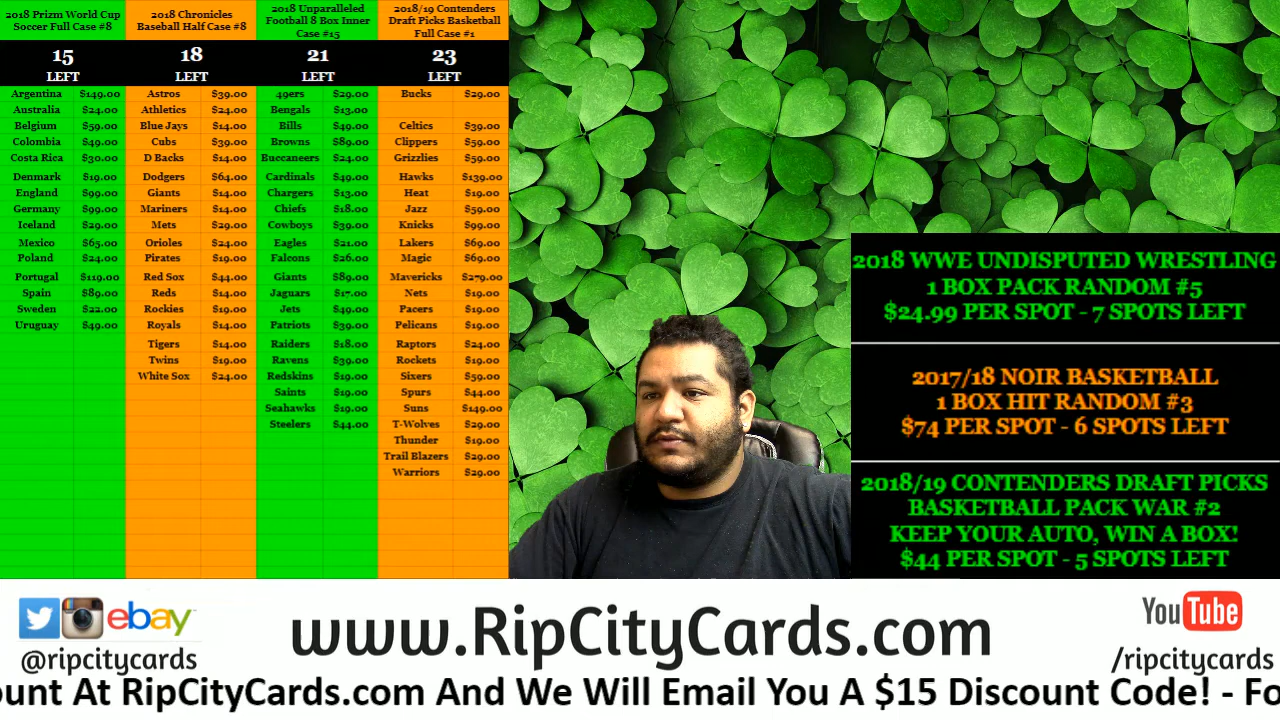 2018 Prizm World Cup
Soccer Full Case #8
15
LEFT
Argentina $149.00
Australia $24.00
Belgium $59.00
Colombia $49.00
Costa Rica $30.00
Denmark $19.00
England $99.00
Germany $99.00
Iceland $29.00
Mexico $65.00
Poland $24.00
Portugal $119.00
Spain $89.00
Sweden $22.00
Uruguay $49.00
2018 Chronicles
Baseball Half Case #8
18
LEFT
Astros $39.00
Athletics $24.00
Blue Jays $14.00
Cubs $39.00
D Backs $14.00
Dodgers $64.00
Giants $14.00
Mariners $14.00
Mets $29.00
Orioles $24.00
Pirates $19.00
Red Sox $44.00
Reds $14.00
Rockies $19.00
Royals $14.00
Tigers $14.00
Twins $19.00
White Sox $24.00
2018 Unparalleled
Football 8 Box Inner
Case #15
21
LEFT
49ers $29.00
Bengals $13.00
Bills $49.00
Browns $89.00
Buccaneers $24.00
Cardinals $49.00
Chargers $13.00
Chiefs $18.00
Cowboys $39.00
Eagles $21.00
Falcons $26.00
Giants $89.00
Jaguars $17.00
Jets $49.00
Patriots $39.00
Raiders $18.00
Ravens $39.00
Redskins $19.00
Saints $19.00
Seahawks $19.00
Steelers $44.00
2018/19 Contenders
Draft Picks Basketball
Full Case #1
23
LEFT
Bucks $29.00
Celtics $39.00
Clippers $59.00
Grizzlies $59.00
Hawks $139.00
Heat $19.00
Jazz $59.00
Knicks $99.00
Lakers $69.00
Magic $69.00
Mavericks $279.00
Nets $19.00
Pacers $19.00
Pelicans $19.00
Raptors $24.00
Rockets $19.00
Sixers $59.00
Spurs $44.00
Suns $149.00
T-Wolves $29.00
Thunder $19.00
Trail Blazers $29.00
Warriors $29.00
2018 WWE UNDISPUTED WRESTLING
1 BOX PACK RANDOM #5
$24.99 PER SPOT - 7 SPOTS LEFT
2017/18 NOIR BASKETBALL
1 BOX HIT RANDOM #3
$74 PER SPOT - 6 SPOTS LEFT
2018/19 CONTENDERS DRAFT PICKS
BASKETBALL PACK WAR #2
KEEP YOUR AUTO, WIN A BOX!
$44 PER SPOT - 5 SPOTS LEFT
ebay
@ripcitycards
www.RipCityCards.com
YouTube
/ripcitycards
ount At RipCityCards.com And We Will Email You A $15 Discount Code! - Fo